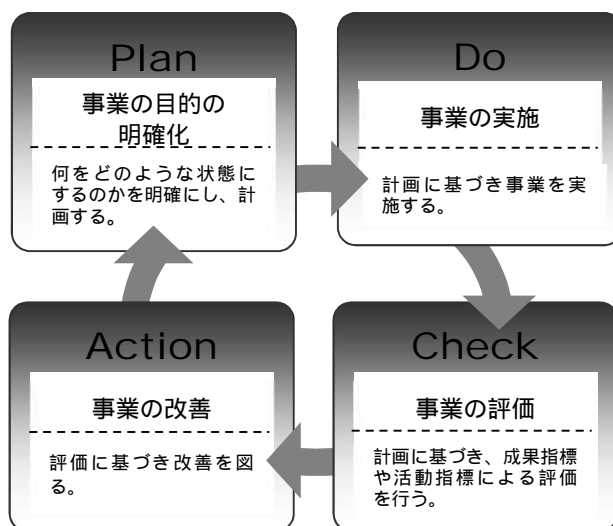 Plan
事業の目的の
明確化
何をどのような状態に
するのかを明確にし、計
画する。
Do
事業の実施
計画に基づき事業を実
施する。
Action
事業の改善
評価に基づき改善を図
る。
Check
事業の評価
計画に基づき、成果指標
や活動指標による評価
を行う。